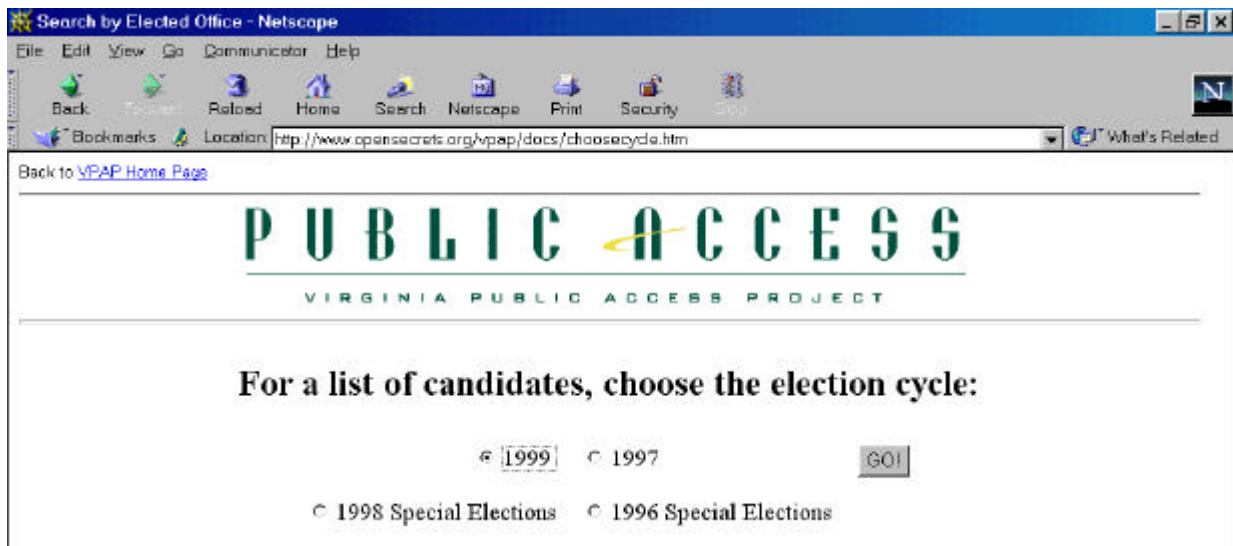 Search by Elected Office - Netscape
File Edit View Go Communicator Help
Back Forward Reload Home Search Netscape Print Security Stop
Bookmarks Location: http://www.opensecrets.org/vpap/docs/choosecycle.htm What's Related
Back to VPAP Home Page
PUBLIC ACCESS
VIRGINIA PUBLIC ACCESS PROJECT
For a list of candidates, choose the election cycle:
1999 1997 GO!
1998 Special Elections 1996 Special Elections